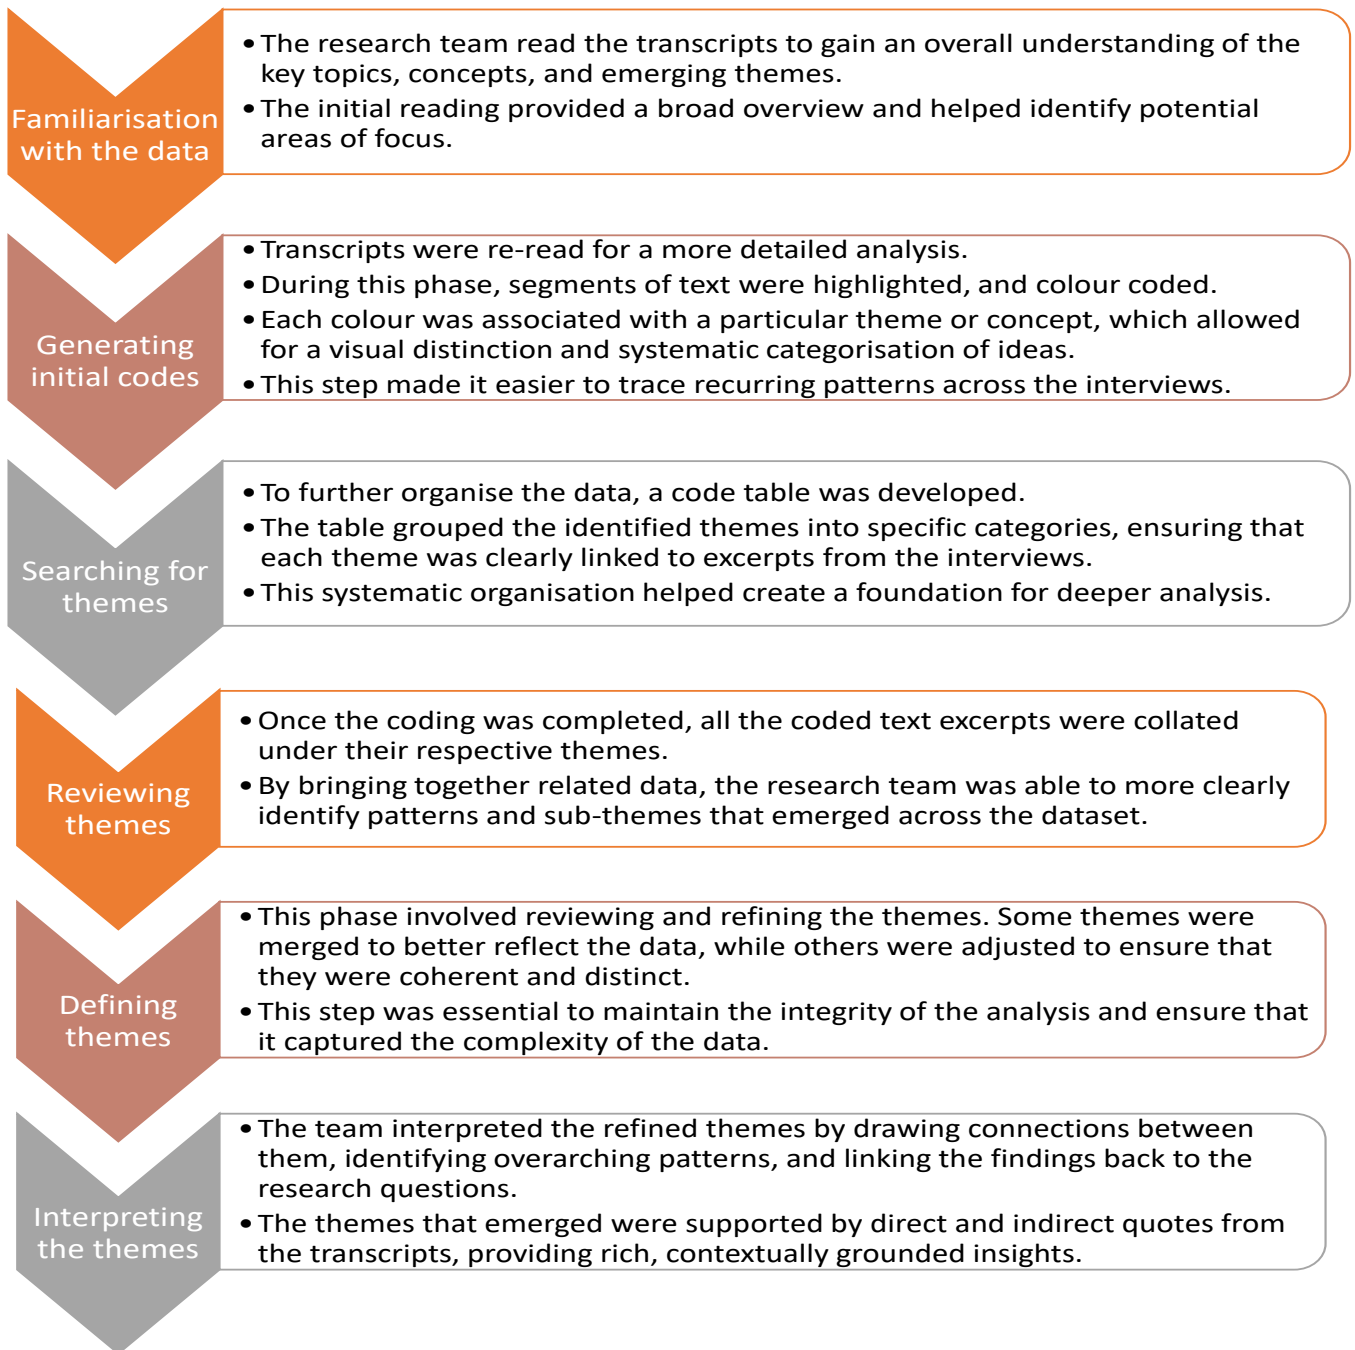 Familiarisation
with the data
• The research team read the transcripts to gain an overall understanding of the
key topics, concepts, and emerging themes.
• The initial reading provided a broad overview and helped identify potential
areas of focus.
Generating
initial codes
• Transcripts were re-read for a more detailed analysis.
• During this phase, segments of text were highlighted, and colour coded.
• Each colour was associated with a particular theme or concept, which allowed
for a visual distinction and systematic categorisation of ideas.
• This step made it easier to trace recurring patterns across the interviews.
Searching for
themes
• To further organise the data, a code table was developed.
• The table grouped the identified themes into specific categories, ensuring that
each theme was clearly linked to excerpts from the interviews.
• This systematic organisation helped create a foundation for deeper analysis.
Reviewing
themes
• Once the coding was completed, all the coded text excerpts were collated
under their respective themes.
• By bringing together related data, the research team was able to more clearly
identify patterns and sub-themes that emerged across the dataset.
Defining
themes
• This phase involved reviewing and refining the themes. Some themes were
merged to better reflect the data, while others were adjusted to ensure that
they were coherent and distinct.
• This step was essential to maintain the integrity of the analysis and ensure that
it captured the complexity of the data.
Interpreting
the themes
• The team interpreted the refined themes by drawing connections between
them, identifying overarching patterns, and linking the findings back to the
research questions.
• The themes that emerged were supported by direct and indirect quotes from
the transcripts, providing rich, contextually grounded insights.